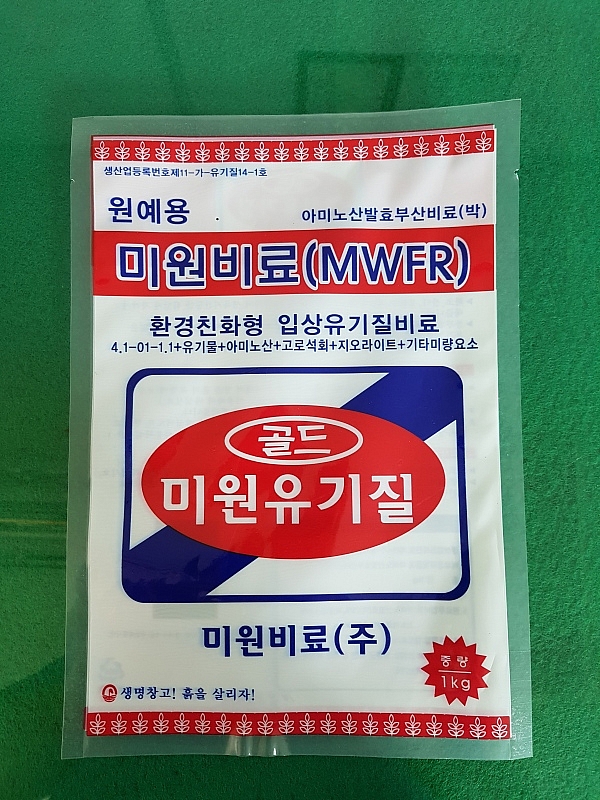 생산업등록번호제11-가-유기질14-1호
원예용
아미노산발효부산비료(박)
미원비료(MWFR)
환경친화형 입상유기질비료
4.1-01-1.1+유기물+아미노산+고로석회+지오라이트+기타미량요소
골드
미원유기질
미원비료(주)
중량
1kg
생명창고! 흙을 살리자!